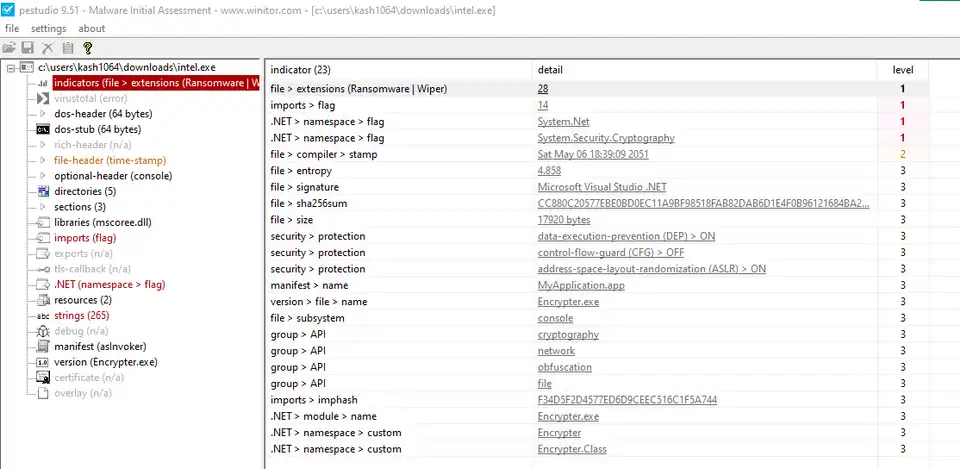 pestudio 9.51 - Malware Initial Assessment - www.winitor.com - [c:\users\kash1064\downloads\intel.exe]
file settings about
c:\users\kash1064\downloads\intel.exe
indicators (file > extensions (Ransomware | Wiper)
virustotal (error)
dos-header (64 bytes)
dos-stub (64 bytes)
rich-header (n/a)
file-header (time-stamp)
optional-header (console)
directories (5)
sections (3)
libraries (mscoree.dll)
imports (flag)
exports (n/a)
tls-callback (n/a)
.NET (namespace > flag)
resources (2)
abc strings (265)
debug (n/a)
manifest (asInvoker)
1.0 version (Encrypter.exe)
certificate (n/a)
overlay (n/a)
indicator (23) detail level
file > extensions (Ransomware | Wiper) 28 1
imports > flag 14 1
.NET > namespace > flag System.Net 1
.NET > namespace > flag System.Security.Cryptography 1
file > compiler > stamp Sat May 06 18:39:09 2051 2
file > entropy 4.858 3
file > signature Microsoft Visual Studio .NET 3
file > sha256sum CC880C20577EBE0BD0EC11A9BF98518FAB82DAB6D1E4F0B96121684BA2... 3
file > size 17920 bytes 3
security > protection data-execution-prevention (DEP) > ON 3
security > protection control-flow-guard (CFG) > OFF 3
security > protection address-space-layout-randomization (ASLR) > ON 3
manifest > name MyApplication.app 3
version > file > name Encrypter.exe 3
file > subsystem console 3
group > API cryptography 3
group > API network 3
group > API obfuscation 3
group > API file 3
imports > imphash F34D5F2D4577ED6D9CEEC516C1F5A744 3
.NET > module > name Encrypter.exe 3
.NET > namespace > custom Encrypter 3
.NET > namespace > custom Encrypter.Class 3